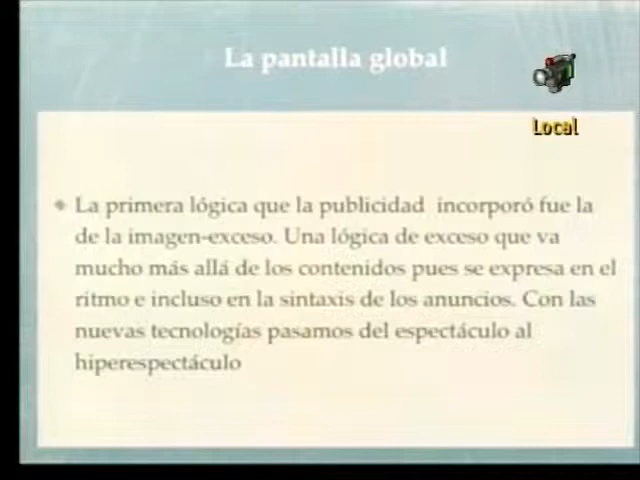 La pantalla global
Local
La primera lógica que la publicidad incorporó fue la
de la imagen-exceso. Una lógica de exceso que va
mucho más allá de los contenidos pues se expresa en el
ritmo e incluso en la sintaxis de los anuncios. Con las
nuevas tecnologías pasamos del espectáculo al
hiperespectáculo